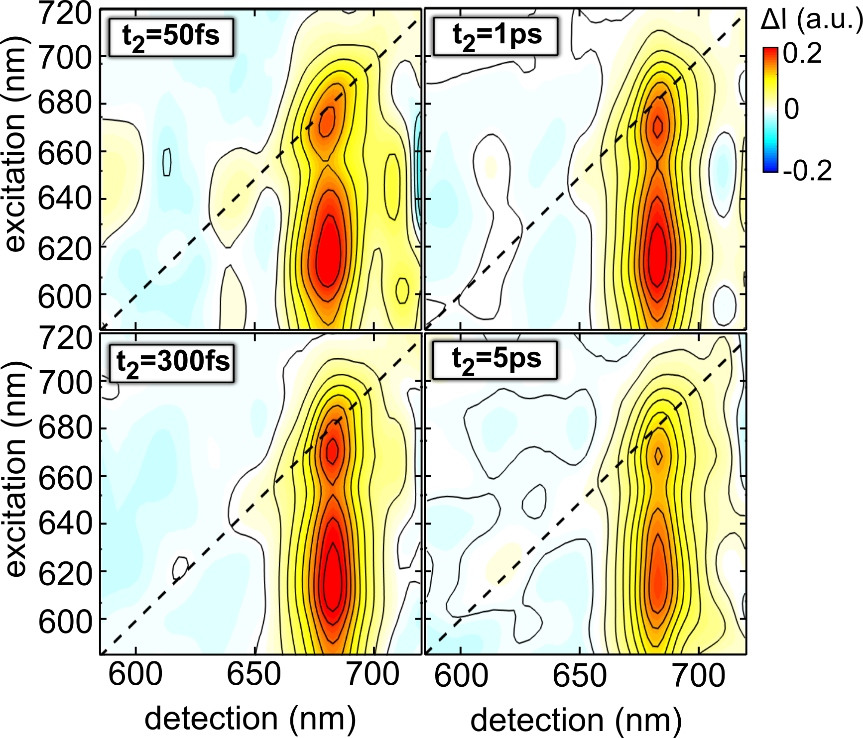 t2=50fs
t2=1ps
ΔI (a.u.)
0.2
0
-0.2
excitation (nm)
720
700
680
660
640
620
600
t2=300fs
t2=5ps
excitation (nm)
720
700
680
660
640
620
600
600
650
700
600
650
700
detection (nm)
detection (nm)